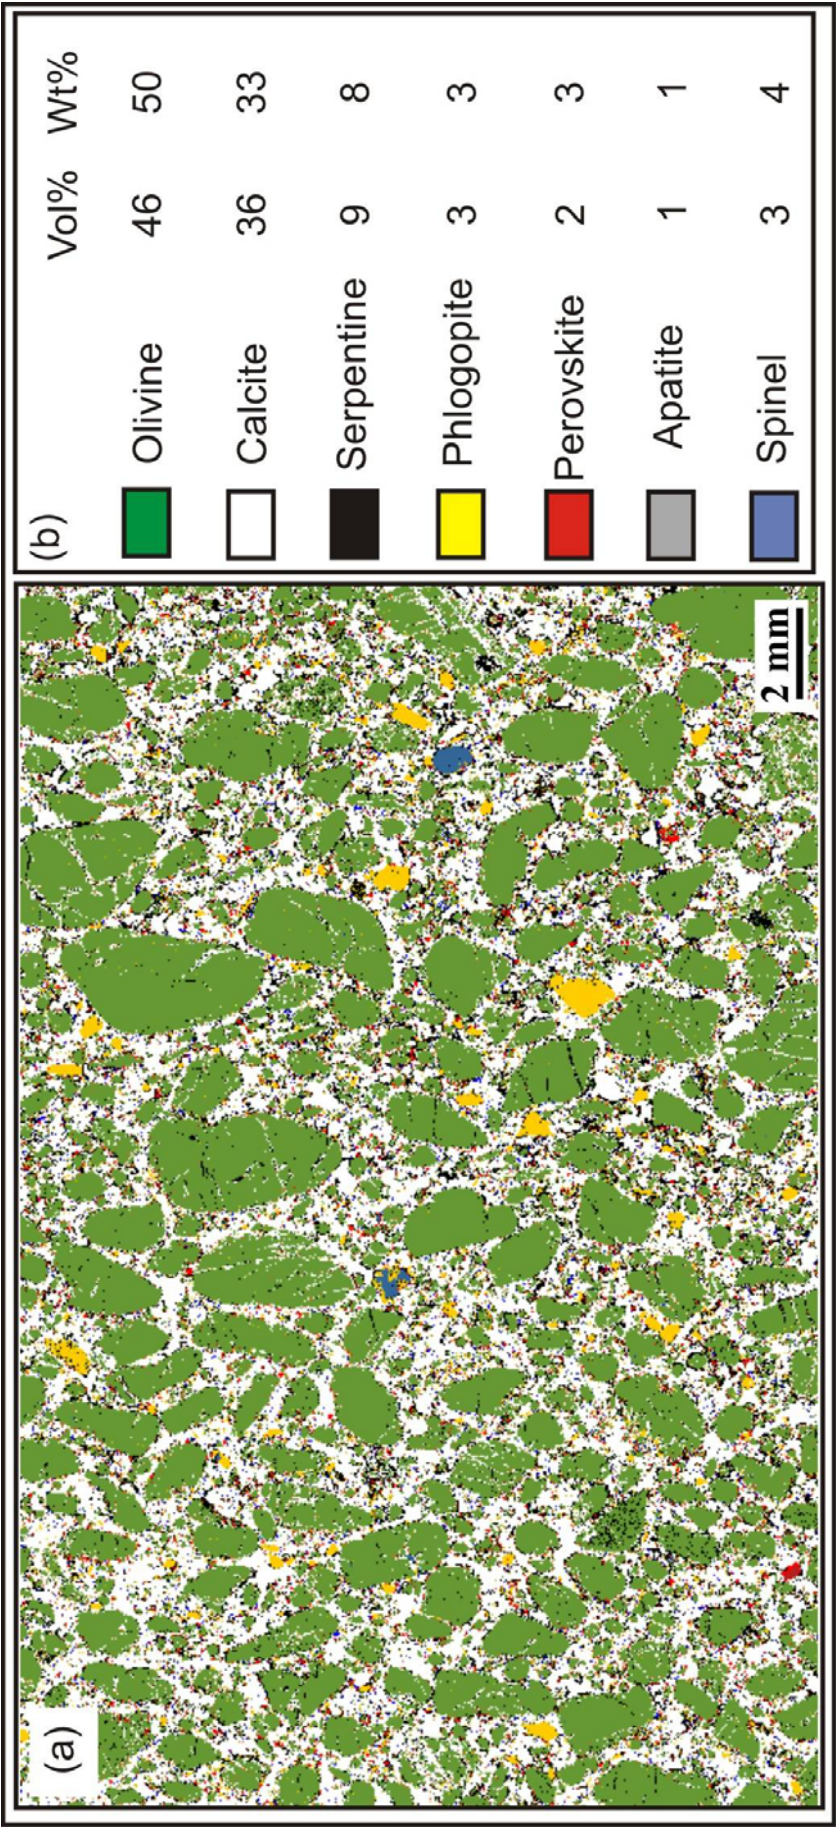 (a)
2 mm
(b)
Vol% Wt%
Olivine 46 50
Calcite 36 33
Serpentine 9 8
Phlogopite 3 3
Perovskite 2 3
Apatite 1 1
Spinel 3 4